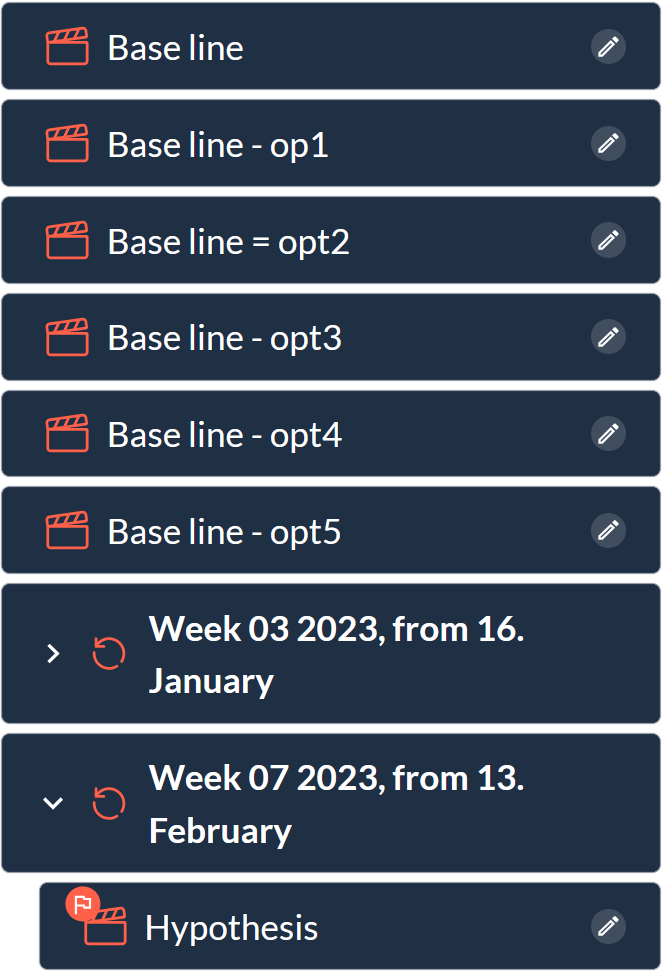 Base line
Base line - op1
Base line = opt2
Base line - opt3
Base line - opt4
Base line - opt5
Week 03 2023, from 16.
January
Week 07 2023, from 13.
February
Hypothesis